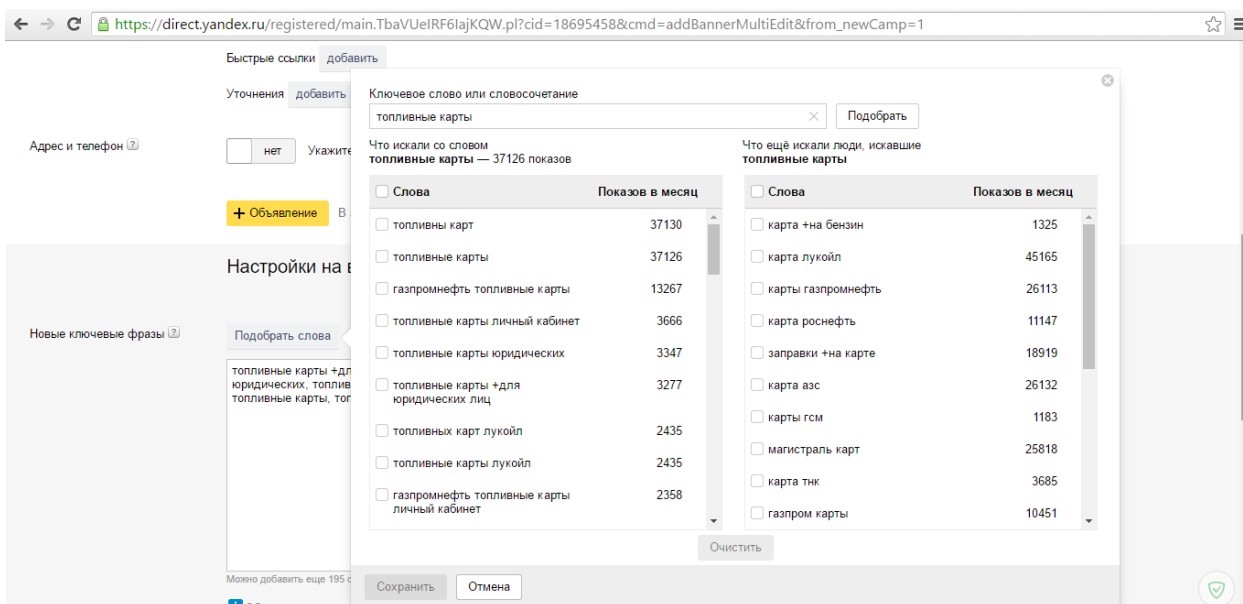 https://direct.yandex.ru/registered/main.TbaVUeIRF6IajKQW.pl?cid=18695458&cmd=addBannerMultiEdit&from_newCamp=1
Быстрые ссылки добавить
Уточнения добавить
Ключевое слово или словосочетание
топливные карты Подобрать
Адрес и телефон ? нет Укажите
Что искали со словом
топливные карты — 37126 показов
Что ещё искали люди, искавшие
топливные карты
Слова Показов в месяц Слова Показов в месяц
+ Объявление В
топливны карт 37130 карта +на бензин 1325
топливные карты 37126 карта лукойл 45165
Настройки на
газпромнефть топливные карты 13267 карты газпромнефть 26113
топливные карты личный кабинет 3666 карта роснефть 11147
Новые ключевые фразы ? Подобрать слова
топливные карты юридических 3347 заправки +на карте 18919
топливные карты +для
юридических лиц 3277 карта азс 26132
топливные карты +дл
юридических, топлив
топливные карты, топ
карты гсм 1183
топливных карт лукойл 2435 магистраль карт 25818
топливные карты лукойл 2435 карта тнк 3685
газпромнефть топливные карты
личный кабинет 2358 газпром карты 10451
Очистить
Можно добавить еще 195
Сохранить Отмена